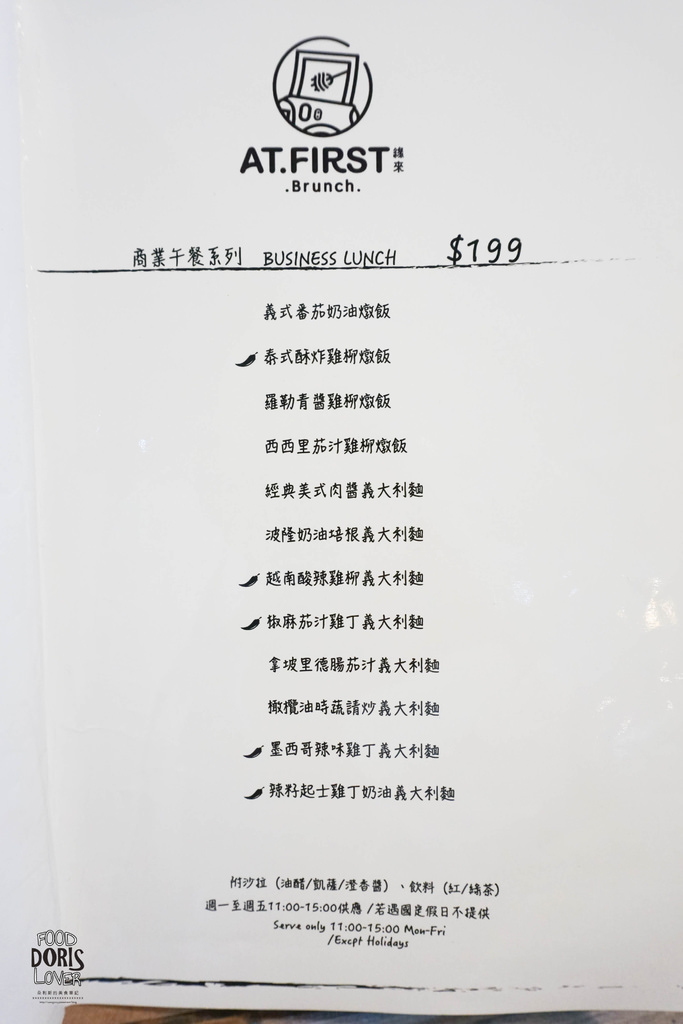 AT.FIRST 緣來
.Brunch.
商業午餐系列 BUSINESS LUNCH $199
義式番茄奶油燉飯
泰式酥炸雞柳燉飯
羅勒青醬雞柳燉飯
西西里茄汁雞柳燉飯
經典美式肉醬義大利麵
波隆奶油培根義大利麵
越南酸辣雞柳義大利麵
椒麻茄汁雞丁義大利麵
拿坡里德腸茄汁義大利麵
橄欖油時蔬請炒義大利麵
墨西哥辣味雞丁義大利麵
辣籽起士雞丁奶油義大利麵
附沙拉（油醋/凱薩/澄香醬）、飲料（紅/綠茶）
週一至週五11:00-15:00供應 /若遇國定假日不提供
Serve only 11:00-15:00 Mon-Fri
/Excpt Holidays
FOOD
DORIS
LOVER